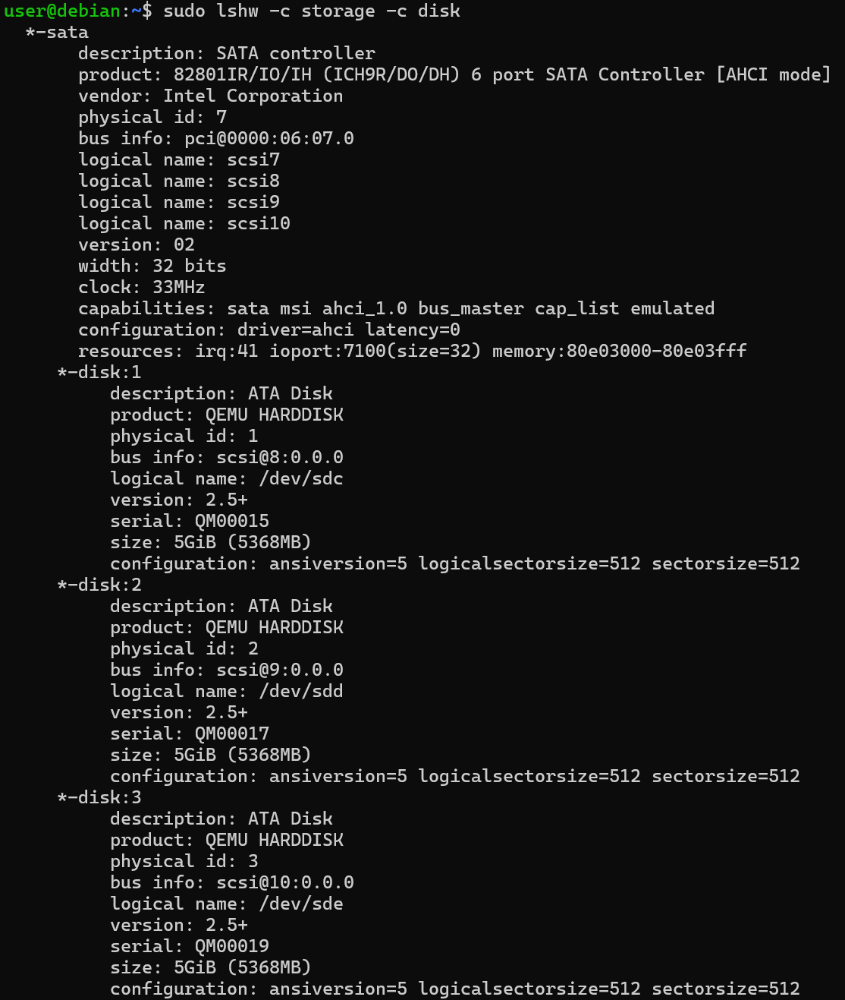 user@debian:~$ sudo lshw -c storage -c disk
  *-sata
       description: SATA controller
       product: 82801IR/IO/IH (ICH9R/DO/DH) 6 port SATA Controller [AHCI mode]
       vendor: Intel Corporation
       physical id: 7
       bus info: pci@0000:06:07.0
       logical name: scsi7
       logical name: scsi8
       logical name: scsi9
       logical name: scsi10
       version: 02
       width: 32 bits
       clock: 33MHz
       capabilities: sata msi ahci_1.0 bus_master cap_list emulated
       configuration: driver=ahci latency=0
       resources: irq:41 ioport:7100(size=32) memory:80e03000-80e03fff
     *-disk:1
          description: ATA Disk
          product: QEMU HARDDISK
          physical id: 1
          bus info: scsi@8:0.0.0
          logical name: /dev/sdc
          version: 2.5+
          serial: QM00015
          size: 5GiB (5368MB)
          configuration: ansiversion=5 logicalsectorsize=512 sectorsize=512
     *-disk:2
          description: ATA Disk
          product: QEMU HARDDISK
          physical id: 2
          bus info: scsi@9:0.0.0
          logical name: /dev/sdd
          version: 2.5+
          serial: QM00017
          size: 5GiB (5368MB)
          configuration: ansiversion=5 logicalsectorsize=512 sectorsize=512
     *-disk:3
          description: ATA Disk
          product: QEMU HARDDISK
          physical id: 3
          bus info: scsi@10:0.0.0
          logical name: /dev/sde
          version: 2.5+
          serial: QM00019
          size: 5GiB (5368MB)
          configuration: ansiversion=5 logicalsectorsize=512 sectorsize=512